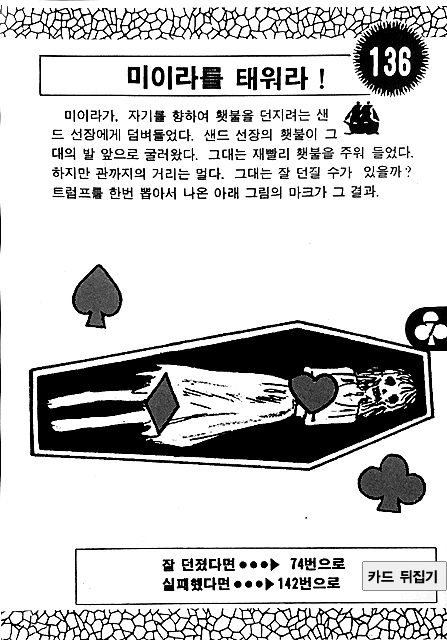 136
미이라를 태워라 !
미이라가, 자기를 향하여 횃불을 던지려는 샌
드 선장에게 덤벼들었다. 샌드 선장의 횃불이 그
대의 발 앞으로 굴러왔다. 그대는 재빨리 횃불을 주워 들었다.
하지만 관까지의 거리는 멀다. 그대는 잘 던질 수가 있을까?
트럼프를 한번 뽑아서 나온 아래 그림의 마크가 그 결과.
잘 던졌다면 ●●●▶ 74번으로
실패했다면 ●●●▶ 142번으로
카드 뒤집기